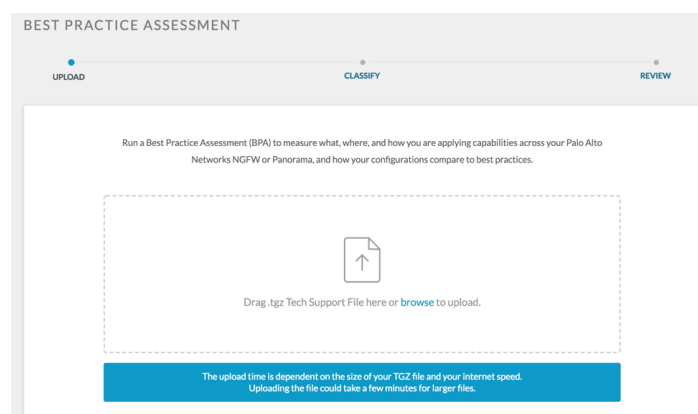 BEST PRACTICE ASSESSMENT
UPLOAD
CLASSIFY
REVIEW
Run a Best Practice Assessment (BPA) to measure what, where, and how you are applying capabilities across your Palo Alto
Networks NGFW or Panorama, and how your configurations compare to best practices.
Drag .tgz Tech Support File here or browse to upload.
The upload time is dependent on the size of your TGZ file and your internet speed.
Uploading the file could take a few minutes for larger files.